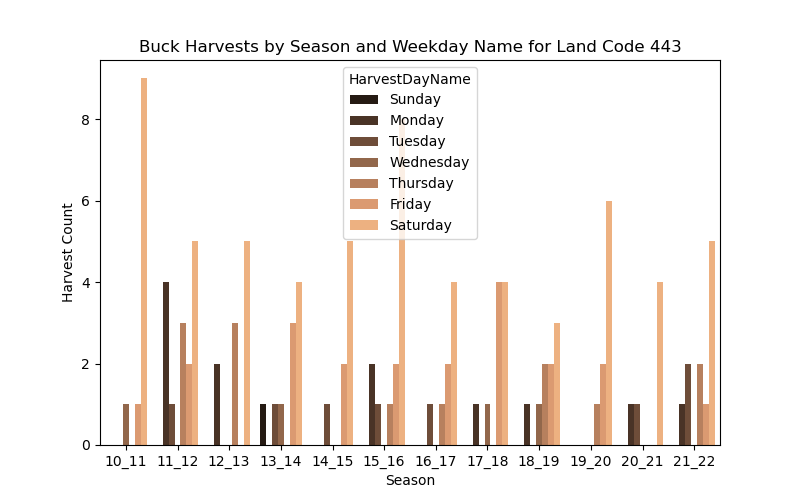 Buck Harvests by Season and Weekday Name for Land Code 443
HarvestDayName
Sunday
Monday
Tuesday
Wednesday
Thursday
Friday
Saturday
Harvest Count
8
6
4
2
0
10_11 11_12 12_13 13_14 14_15 15_16 16_17 17_18 18_19 19_20 20_21 21_22
Season